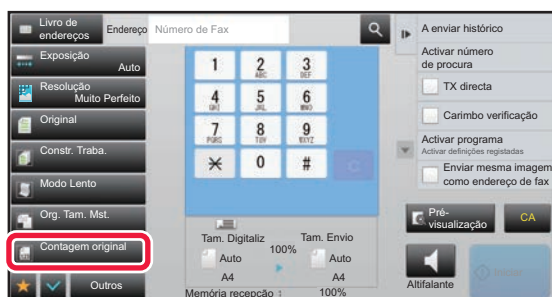 Livro de
endereços
Endereço
Número de Fax
Exposição
Auto
Resolução
Muito Perfeito
Original
Constr. Traba.
Modo Lento
Org. Tam. Mst.
Contagem original
Outros
1
2
ABC
3
DEF
4
GHI
5
JKL
6
MNO
7
PQRS
8
TUV
9
WXYZ
0
#
C
Tam. Digitaliz
100%
Tam. Envio
Auto
A4
Auto
A4
Memória recepção :
100%
A enviar histórico
Activar número
de procura
TX directa
Carimbo verificação
Activar programa
Activar definições registadas
Enviar mesma imagem
como endereço de fax
Pré-
visualização
CA
Altifalante